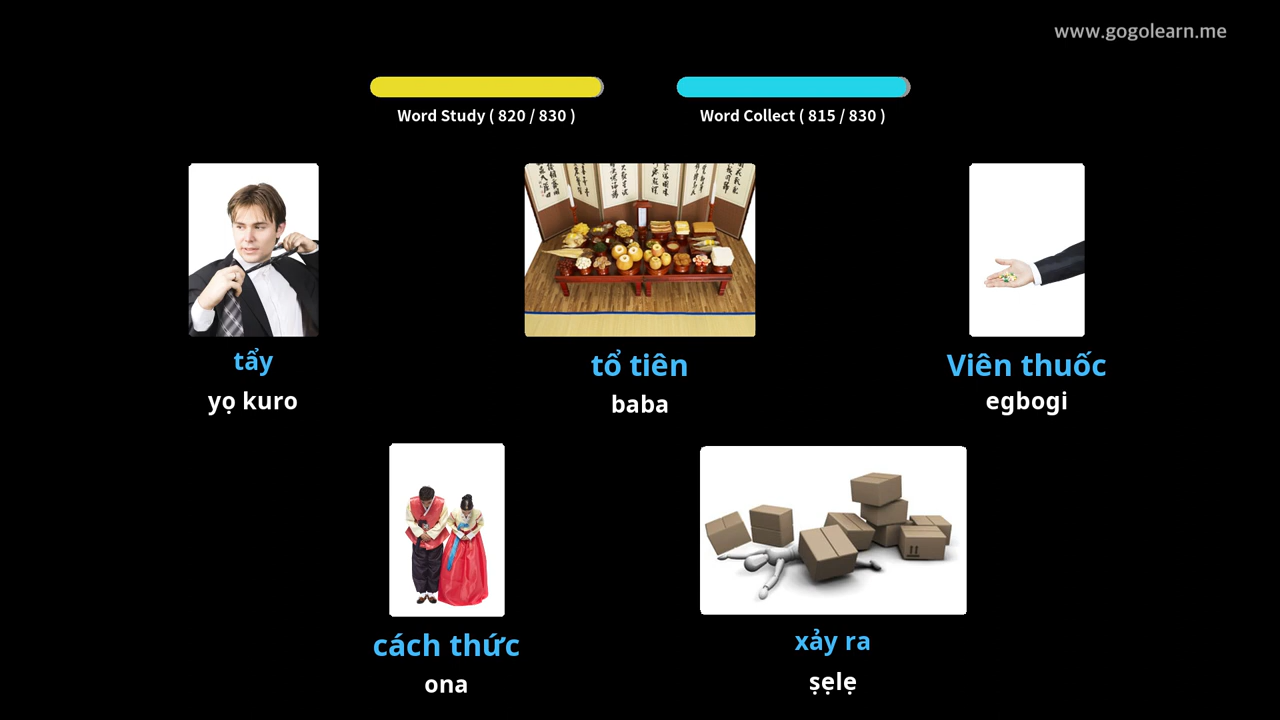 www.gogolearn.me
Word Study ( 820 / 830 )
Word Collect ( 815 / 830 )
tẩy
yọ kuro
tổ tiên
baba
Viên thuốc
egbogi
cách thức
ona
xảy ra
ṣẹlẹ